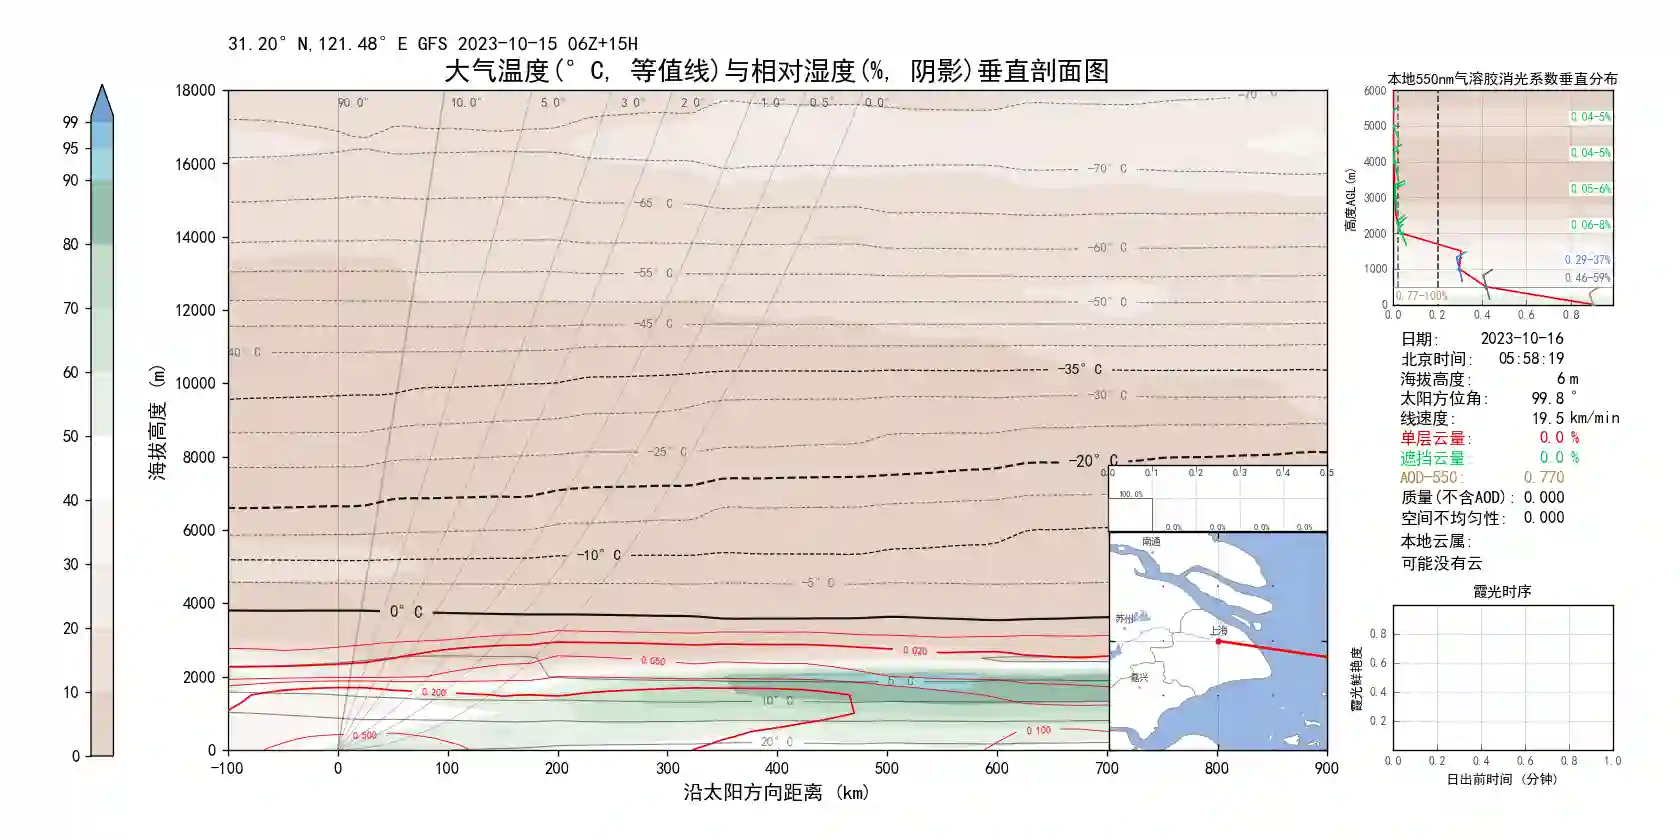 31.20° N,121.48° E GFS 2023-10-15 06Z+15H
大气温度(° C, 等值线)与相对湿度(%, 阴影)垂直剖面图
99
95
90
80
70
60
50
40
30
20
10
0
海拔高度 (m)
18000
16000
14000
12000
10000
8000
6000
4000
2000
0
90.0° 10.0° 5.0° 3.0° 2.0° 1.0° 0.5° 0.0°
-70° C
-65° C
-60° C
-55° C
-50° C
-45° C
40° C
-35° C
-30° C
-25° C
-20° C
-10° C
-5° C
0° C
0.020
0.050
0.200
5° C
10° C
0.500
0.100
20° C
-100 0 100 200 300 400 500 600 700 800 900
沿太阳方向距离 (km)
0.0 0.1 0.2 0.3 0.4 0.5
100.0%
0.0% 0.0% 0.0% 0.0%
南通
苏州
上海
嘉兴
本地550nm气溶胶消光系数垂直分布
高度AGL(m)
6000
5000
4000
3000
2000
1000
0
0.04-5%
0.04-5%
0.05-6%
0.06-8%
0.29-37%
0.46-59%
0.77-100%
0.0 0.2 0.4 0.6 0.8
日期: 2023-10-16
北京时间: 05:58:19
海拔高度: 6 m
太阳方位角: 99.8 °
线速度: 19.5 km/min
单层云量: 0.0 %
遮挡云量: 0.0 %
AOD-550: 0.770
质量(不含AOD): 0.000
空间不均匀性: 0.000
本地云属:
可能没有云
霞光时序
霞光鲜艳度
0.8
0.6
0.4
0.2
0.0 0.2 0.4 0.6 0.8 1.0
日出前时间 (分钟)